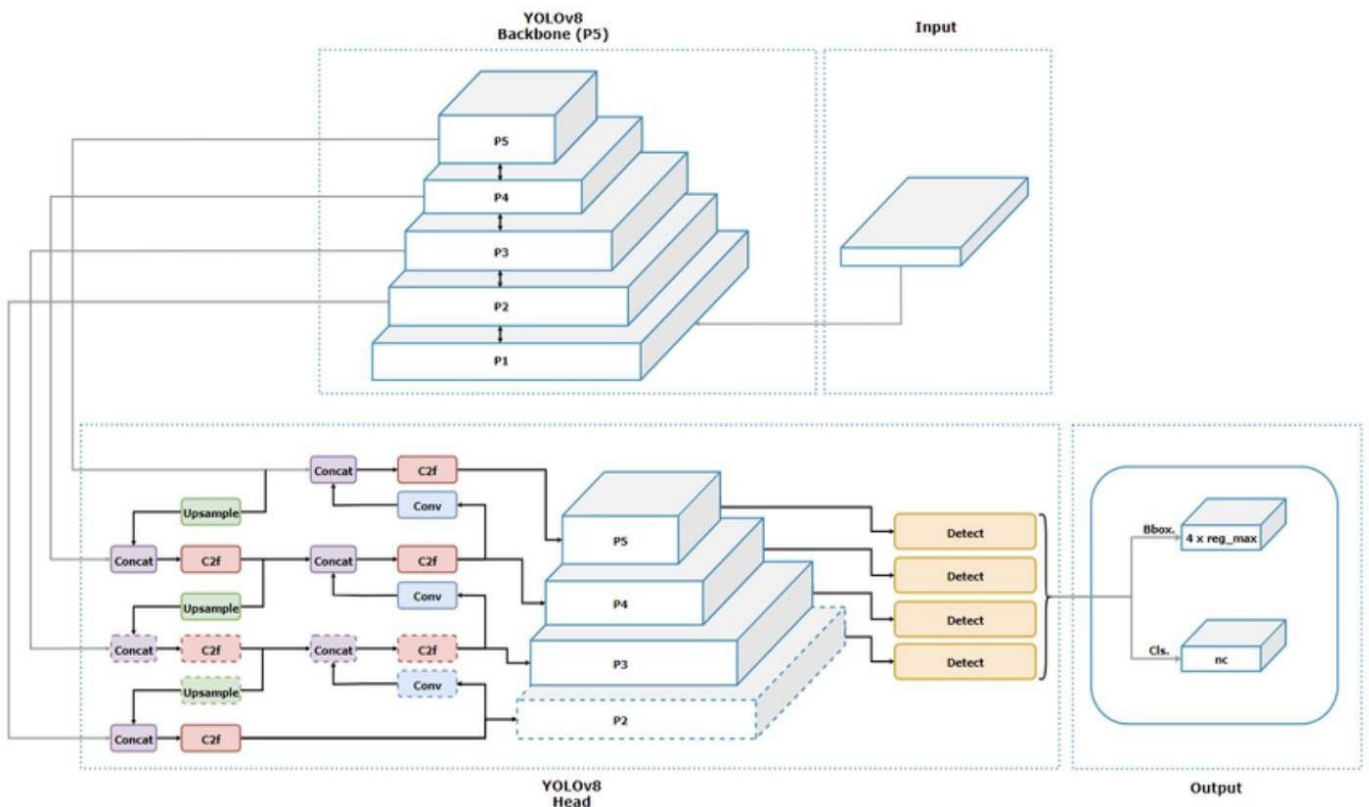 YOLOv8
Backbone (P5)
Input
P5
P4
P3
P2
P1
Concat
C2f
Upsample
Conv
Concat
C2f
Concat
C2f
Upsample
Conv
Concat
C2f
Concat
C2f
Upsample
Conv
Concat
C2f
P5
P4
P3
P2
Detect
Detect
Detect
Detect
Bbox.
4 x reg_max
Cls.
nc
YOLOv8
Head
Output